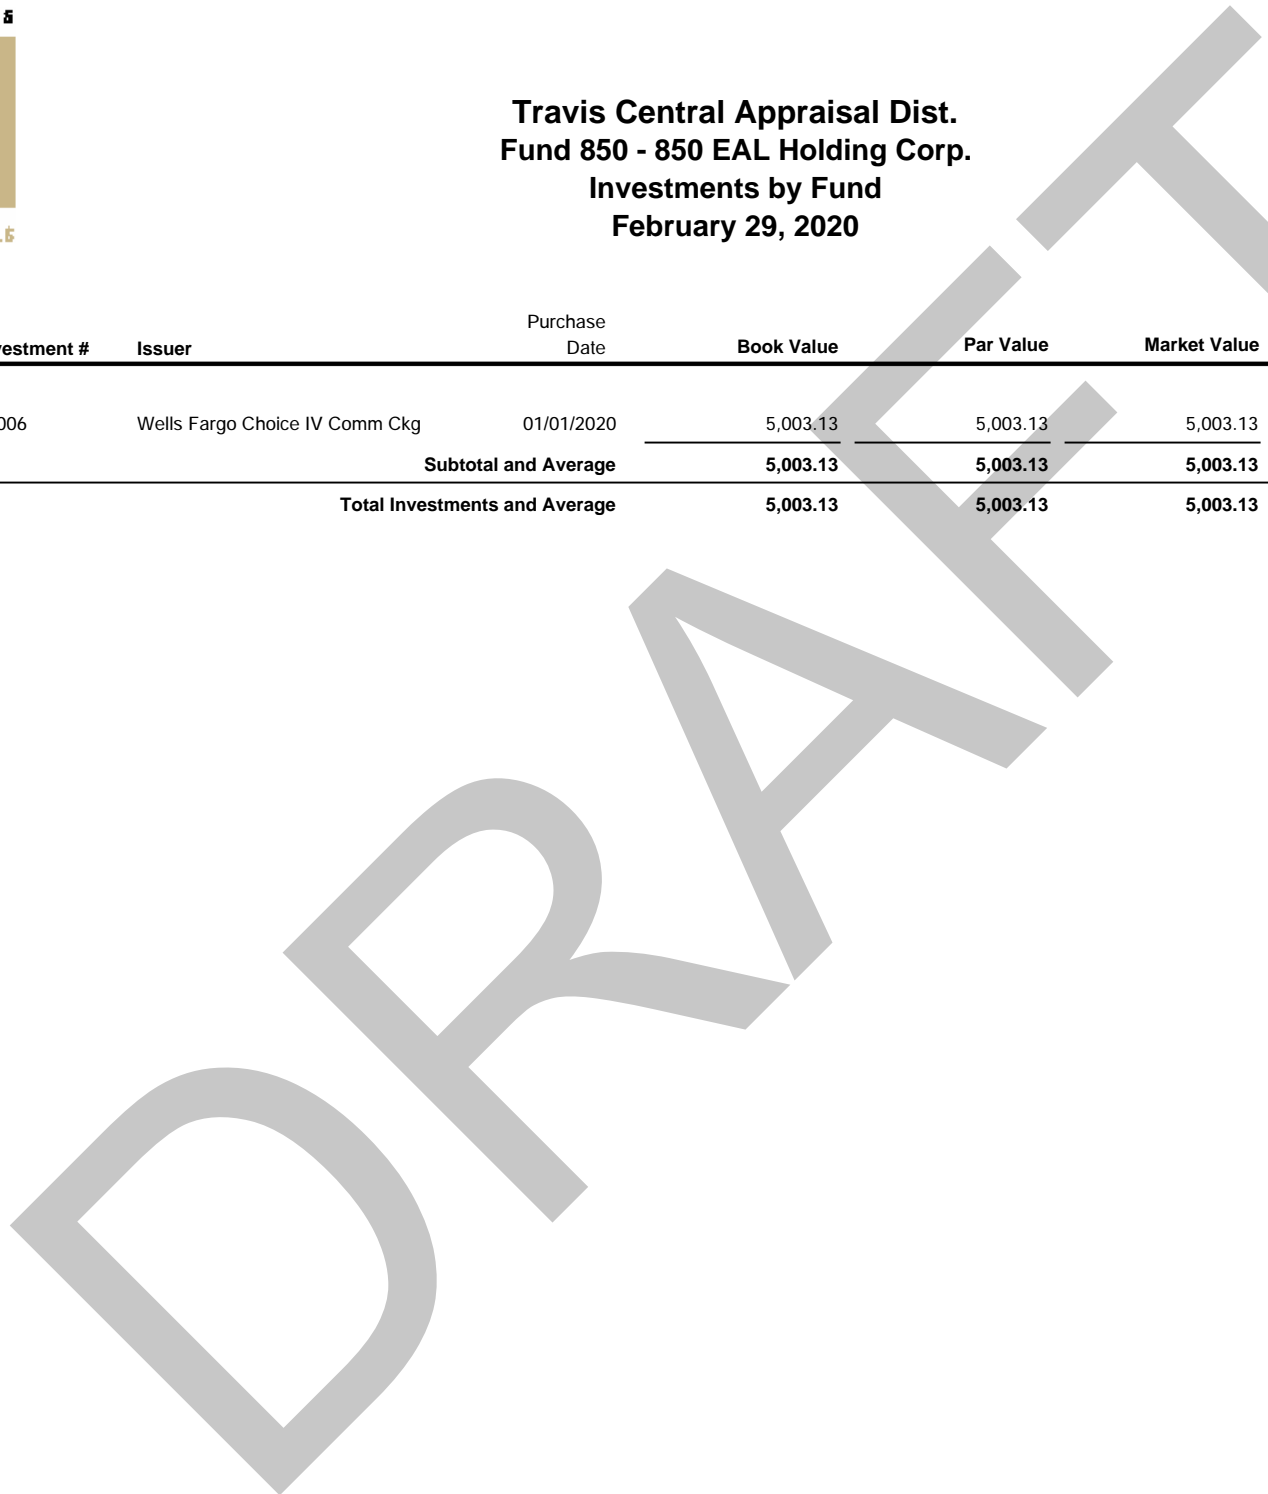 &
Travis Central Appraisal Dist.
Fund 850 - 850 EAL Holding Corp.
Investments by Fund
February 29, 2020
Purchase
vestment # Issuer Date Book Value Par Value Market Value
006 Wells Fargo Choice IV Comm Ckg 01/01/2020 5,003.13 5,003.13 5,003.13
Subtotal and Average 5,003.13 5,003.13 5,003.13
Total Investments and Average 5,003.13 5,003.13 5,003.13
DRAFT